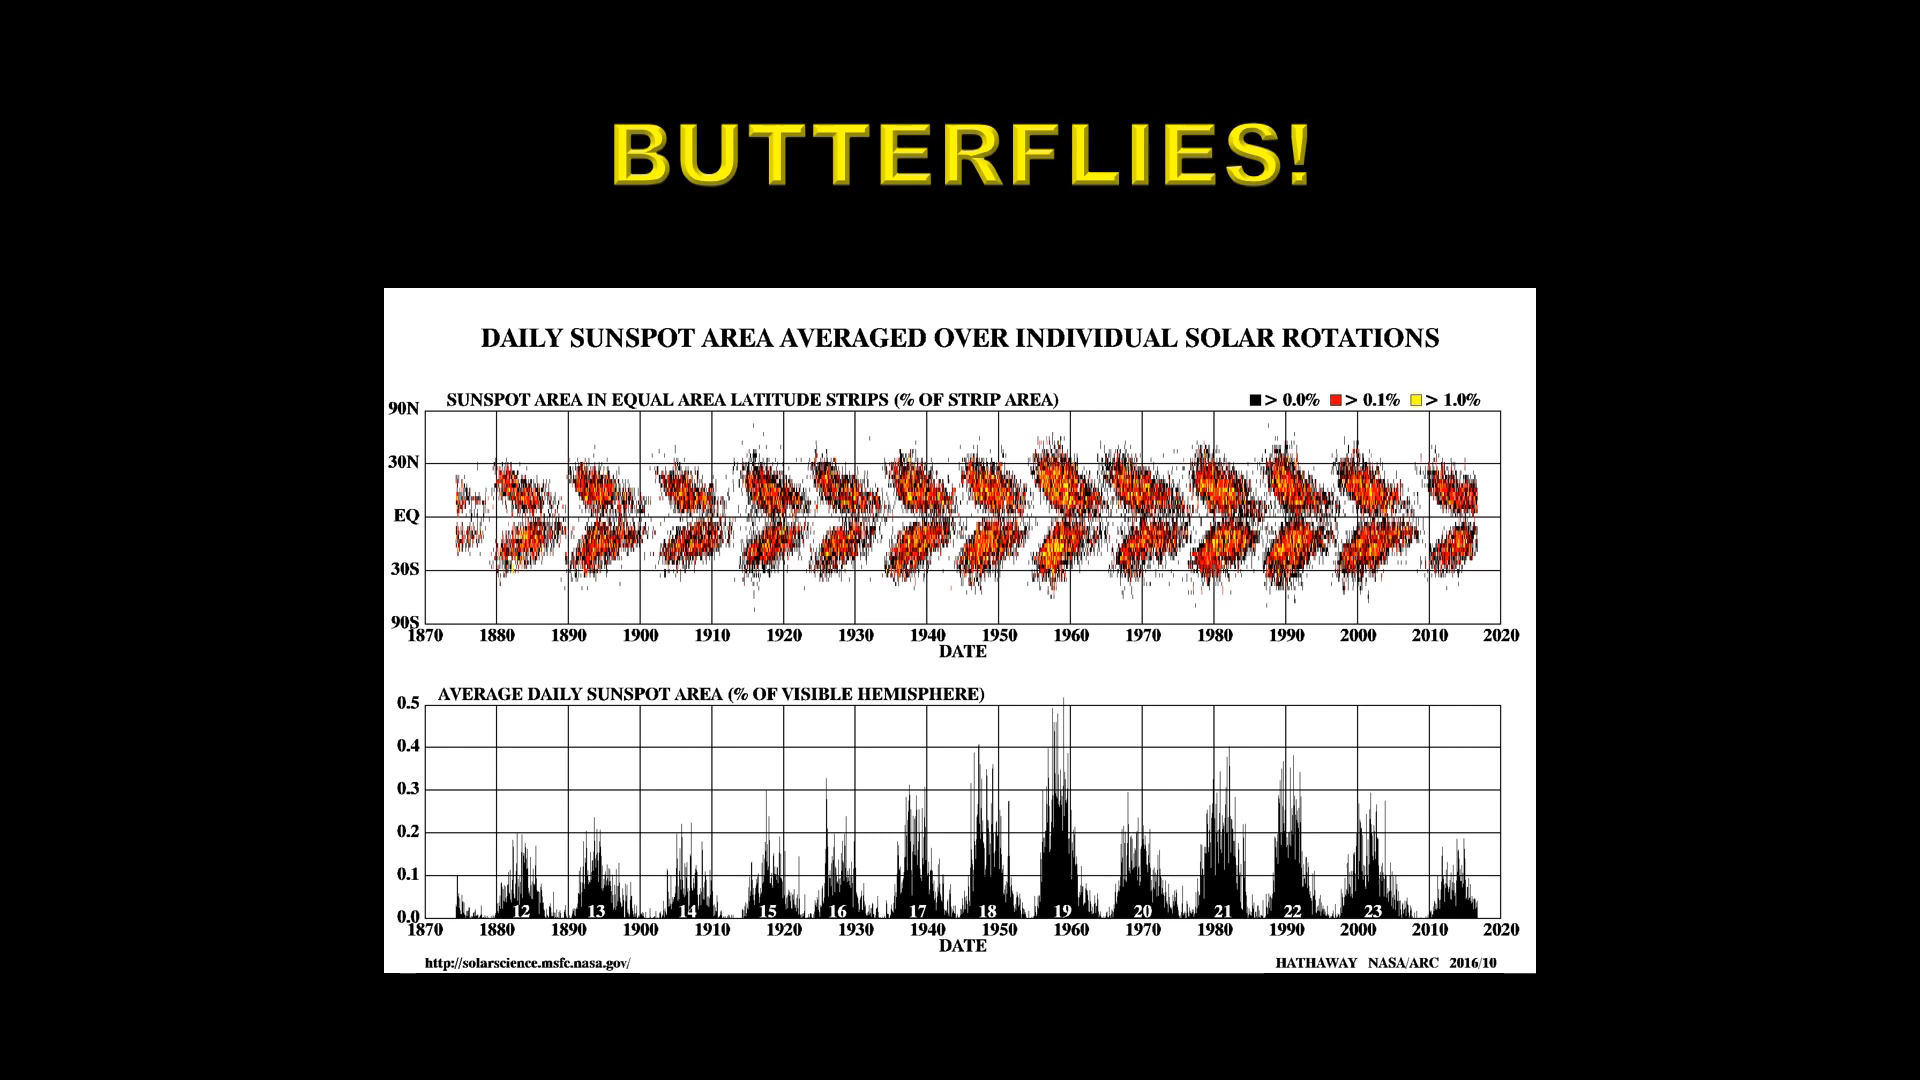 BUTTERFLIES!
DAILY SUNSPOT AREA AVERAGED OVER INDIVIDUAL SOLAR ROTATIONS
SUNSPOT AREA IN EQUAL AREA LATITUDE STRIPS (% OF STRIP AREA) > 0.0% > 0.1% > 1.0%
90N
30N
EQ
30S
90S
1870 1880 1890 1900 1910 1920 1930 1940 1950 1960 1970 1980 1990 2000 2010 2020
DATE
AVERAGE DAILY SUNSPOT AREA (% OF VISIBLE HEMISPHERE)
0.5
0.4
0.3
0.2
0.1
0.0
12 13 14 15 16 17 18 19 20 21 22 23
1870 1880 1890 1900 1910 1920 1930 1940 1950 1960 1970 1980 1990 2000 2010 2020
DATE
http://solarscience.msfc.nasa.gov/ HATHAWAY NASA/ARC 2016/10